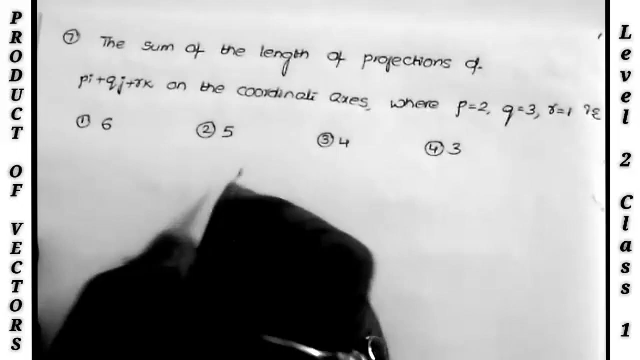 PRODUCT OF VECTORS
⑦ The sum of the length of projections of
pi+qj+rk on the coordinate axes, where p=2, q=3, r=1 is
① 6 ② 5 ③ 4 ④ 3
Level 2 Class 1